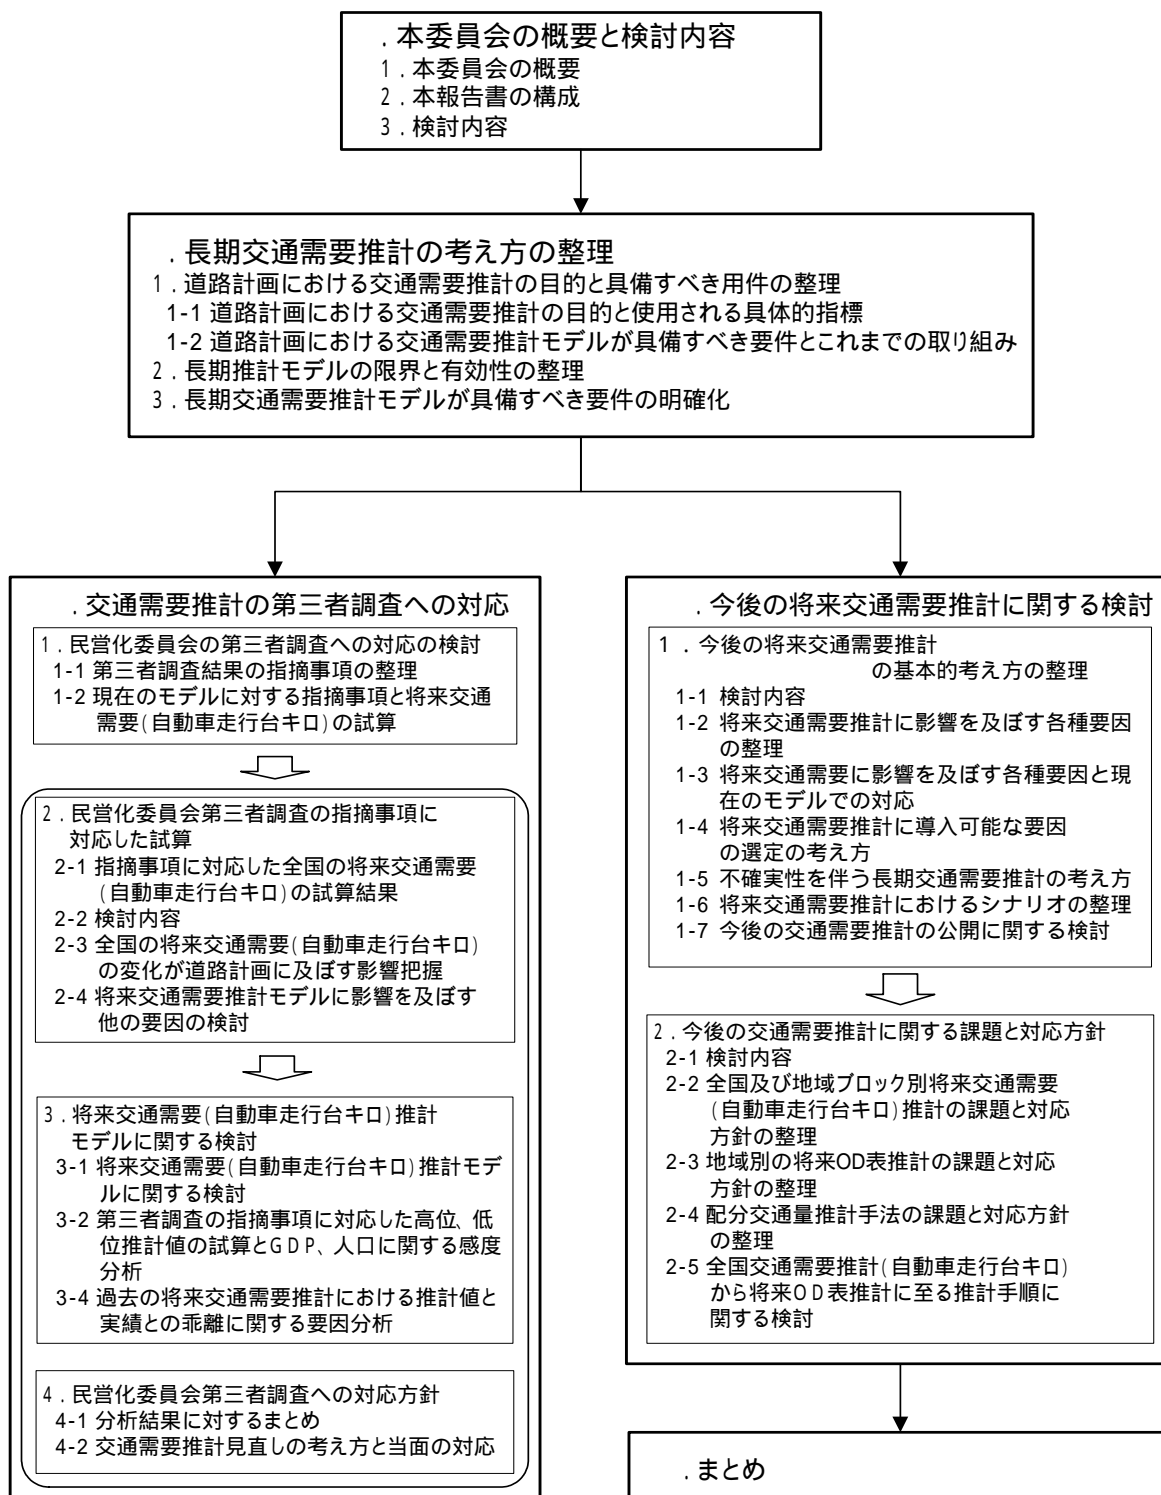 ．本委員会の概要と検討内容
１．本委員会の概要
２．本報告書の構成
３．検討内容
．長期交通需要推計の考え方の整理
１．道路計画における交通需要推計の目的と具備すべき用件の整理
1-1 道路計画における交通需要推計の目的と使用される具体的指標
1-2 道路計画における交通需要推計モデルが具備すべき要件とこれまでの取り組み
２．長期推計モデルの限界と有効性の整理
３．長期交通需要推計モデルが具備すべき要件の明確化
．交通需要推計の第三者調査への対応
１．民営化委員会の第三者調査への対応の検討
1-1 第三者調査結果の指摘事項の整理
1-2 現在のモデルに対する指摘事項と将来交通
需要(自動車走行台キロ)の試算
２．民営化委員会第三者調査の指摘事項に
対応した試算
2-1 指摘事項に対応した全国の将来交通需要
(自動車走行台キロ)の試算結果
2-2 検討内容
2-3 全国の将来交通需要(自動車走行台キロ)
の変化が道路計画に及ぼす影響把握
2-4 将来交通需要推計モデルに影響を及ぼす
他の要因の検討
３．将来交通需要(自動車走行台キロ)推計
モデルに関する検討
3-1 将来交通需要(自動車走行台キロ)推計モデ
ルに関する検討
3-2 第三者調査の指摘事項に対応した高位、低
位推計値の試算とＧＤＰ、人口に関する感度
分析
3-4 過去の将来交通需要推計における推計値と
実績との乖離に関する要因分析
４．民営化委員会第三者調査への対応方針
4-1 分析結果に対するまとめ
4-2 交通需要推計見直しの考え方と当面の対応
．今後の将来交通需要推計に関する検討
１．今後の将来交通需要推計
の基本的考え方の整理
1-1 検討内容
1-2 将来交通需要推計に影響を及ぼす各種要因
の整理
1-3 将来交通需要に影響を及ぼす各種要因と現
在のモデルでの対応
1-4 将来交通需要推計に導入可能な要因
の選定の考え方
1-5 不確実性を伴う長期交通需要推計の考え方
1-6 将来交通需要推計におけるシナリオの整理
1-7 今後の交通需要推計の公開に関する検討
２．今後の交通需要推計に関する課題と対応方針
2-1 検討内容
2-2 全国及び地域ブロック別将来交通需要
(自動車走行台キロ)推計の課題と対応
方針の整理
2-3 地域別の将来OD表推計の課題と対応
方針の整理
2-4 配分交通量推計手法の課題と対応方針
の整理
2-5 全国交通需要推計(自動車走行台キロ)
から将来ＯＤ表推計に至る推計手順に
関する検討
．まとめ